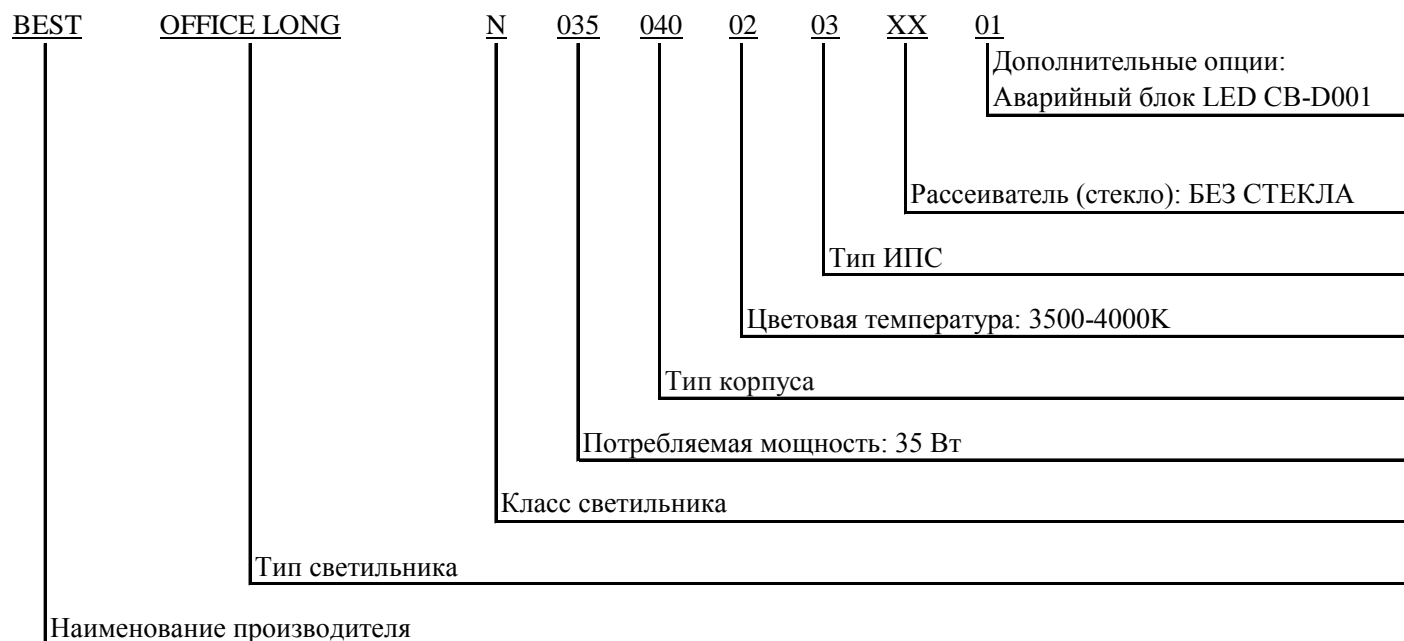 BEST OFFICE LONG N 035 040 02 03 XX 01
Дополнительные опции:
Аварийный блок LED CB-D001
Рассеиватель (стекло): БЕЗ СТЕКЛА
Тип ИПС
Цветовая температура: 3500-4000K
Тип корпуса
Потребляемая мощность: 35 Вт
Класс светильника
Тип светильника
Наименование производителя